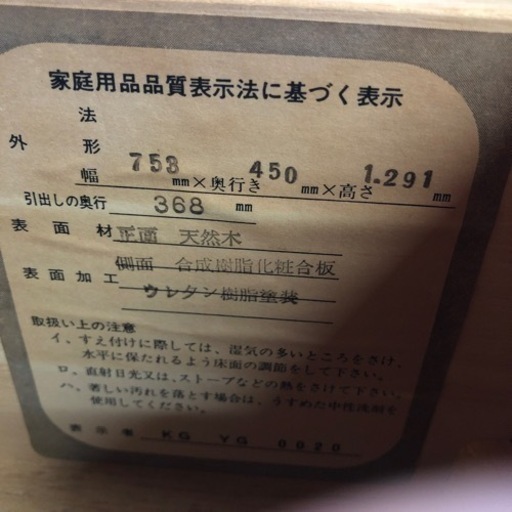 家庭用品品質表示法に基づく表示
外形寸法
幅 753 mm×奥行き 450 mm×高さ 1.291 mm
引出しの奥行 368 mm
表面材 正面 天然木
側面 合成樹脂化粧合板
表面加工 ウレタン樹脂塗装
取扱い上の注意
イ、すえ付けに際しては、湿気の多いところをさけ、
水平に保たれるよう床面の調節をして下さい。
ロ、直射日光又は、ストーブなどの熱をさけて下さい。
ハ、著しい汚れを落とす場合は、うすめた中性洗剤を
使用してください。
表示者 KG VG 0020